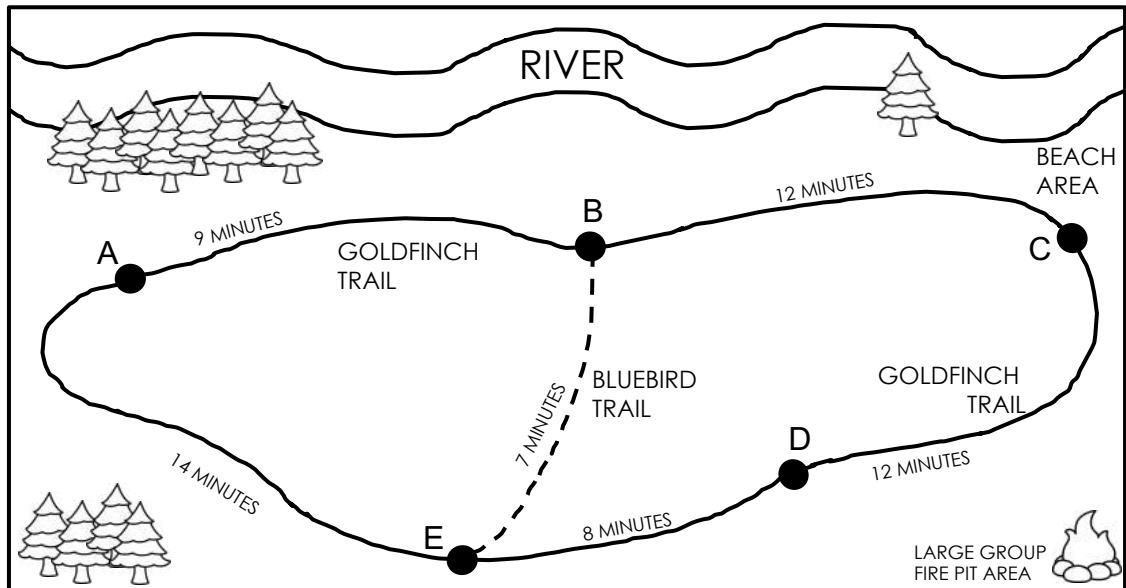 RIVER
BEACH
AREA
12 MINUTES
B
9 MINUTES
A
GOLDFINCH
TRAIL
C
BLUEBIRD
TRAIL
GOLDFINCH
TRAIL
7 MINUTES
D
14 MINUTES
12 MINUTES
E
8 MINUTES
LARGE GROUP
FIRE PIT AREA